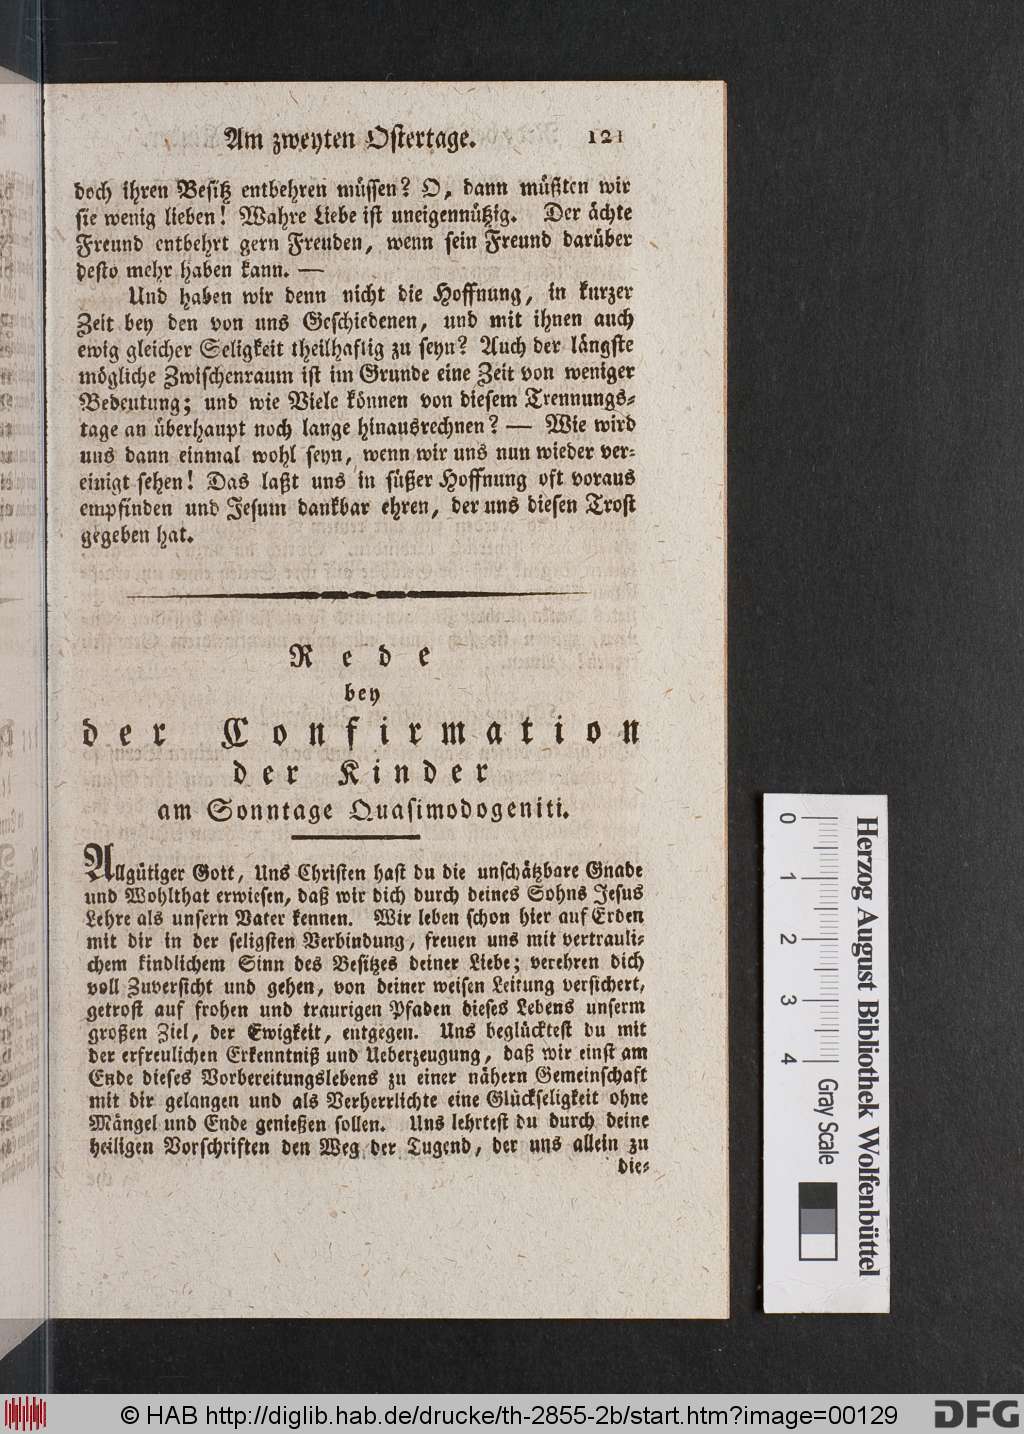 Am zweyten Ostertage. 121
doch ihren Besitz entbehren müssen? O, dann müßten wir
sie wenig lieben! Wahre Liebe ist uneigennützig. Der ächte
Freund entbehrt gern Freuden, wenn sein Freund darüber
desto mehr haben kann. —
Und haben wir denn nicht die Hoffnung, in kurzer
Zeit bey den von uns Geschiedenen, und mit ihnen auch
ewig gleicher Seligkeit theilhaftig zu seyn? Auch der längste
mögliche Zwischenraum ist im Grunde eine Zeit von weniger
Bedeutung; und wie Viele können von diesem Trennungs-
tage an überhaupt noch lange hinausrechnen? — Wie wird
uns dann einmal wohl seyn, wenn wir uns nun wieder ver-
einigt sehen! Das laßt uns in süßer Hoffnung oft voraus
empfinden und Jesum dankbar ehren, der uns diesen Trost
gegeben hat.
Rede
bey
der Confirmation
der Kinder
am Sonntage Quasimodogeniti.
Allgütiger Gott, Uns Christen hast du die unschätzbare Gnade
und Wohlthat erwiesen, daß wir dich durch deines Sohns Jesus
Lehre als unsern Vater kennen. Wir leben schon hier auf Erden
mit dir in der seligsten Verbindung, freuen uns mit vertrauli-
chem kindlichem Sinn des Besitzes deiner Liebe; verehren dich
voll Zuversicht und gehen, von deiner weisen Leitung versichert,
getrost auf frohen und traurigen Pfaden dieses Lebens unserm
großen Ziel, der Ewigkeit, entgegen. Uns beglücktest du mit
der erfreulichen Erkenntniß und Ueberzeugung, daß wir einst am
Ende dieses Vorbereitungslebens zu einer nähern Gemeinschaft
mit dir gelangen und als Verherrlichte eine Glückseligkeit ohne
Mängel und Ende genießen sollen. Uns lehrtest du durch deine
heiligen Vorschriften den Weg der Tugend, der uns allein zu
die-
0 1 2 3 4 Gray Scale
Herzog August Bibliothek Wolfenbüttel
© HAB http://diglib.hab.de/drucke/th-2855-2b/start.htm?image=00129
DFG